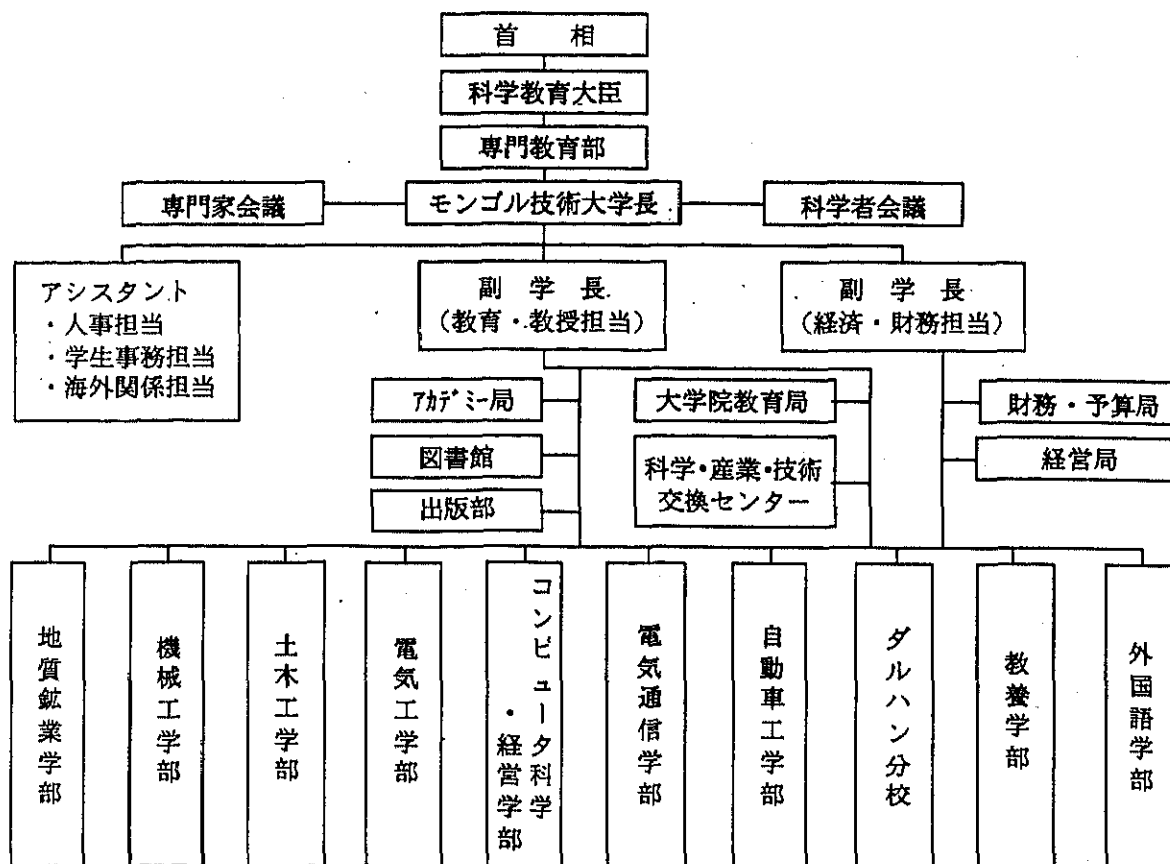 首 相
科学教育大臣
専門教育部
専門家会議
モンゴル技術大学長
科学者会議
アシスタント
・人事担当
・学生事務担当
・海外関係担当
副 学 長
(教育・教授担当)
副 学 長
(経済・財務担当)
アカデミー局
大学院教育局
財務・予算局
図書館
科学・産業・技術
交換センター
経営局
出版部
地質鉱業学部
機械工学部
土木工学部
電気工学部
コンピュータ科学
・経営学部
電気通信学部
自動車工学部
ダルハン分校
教養学部
外国語学部